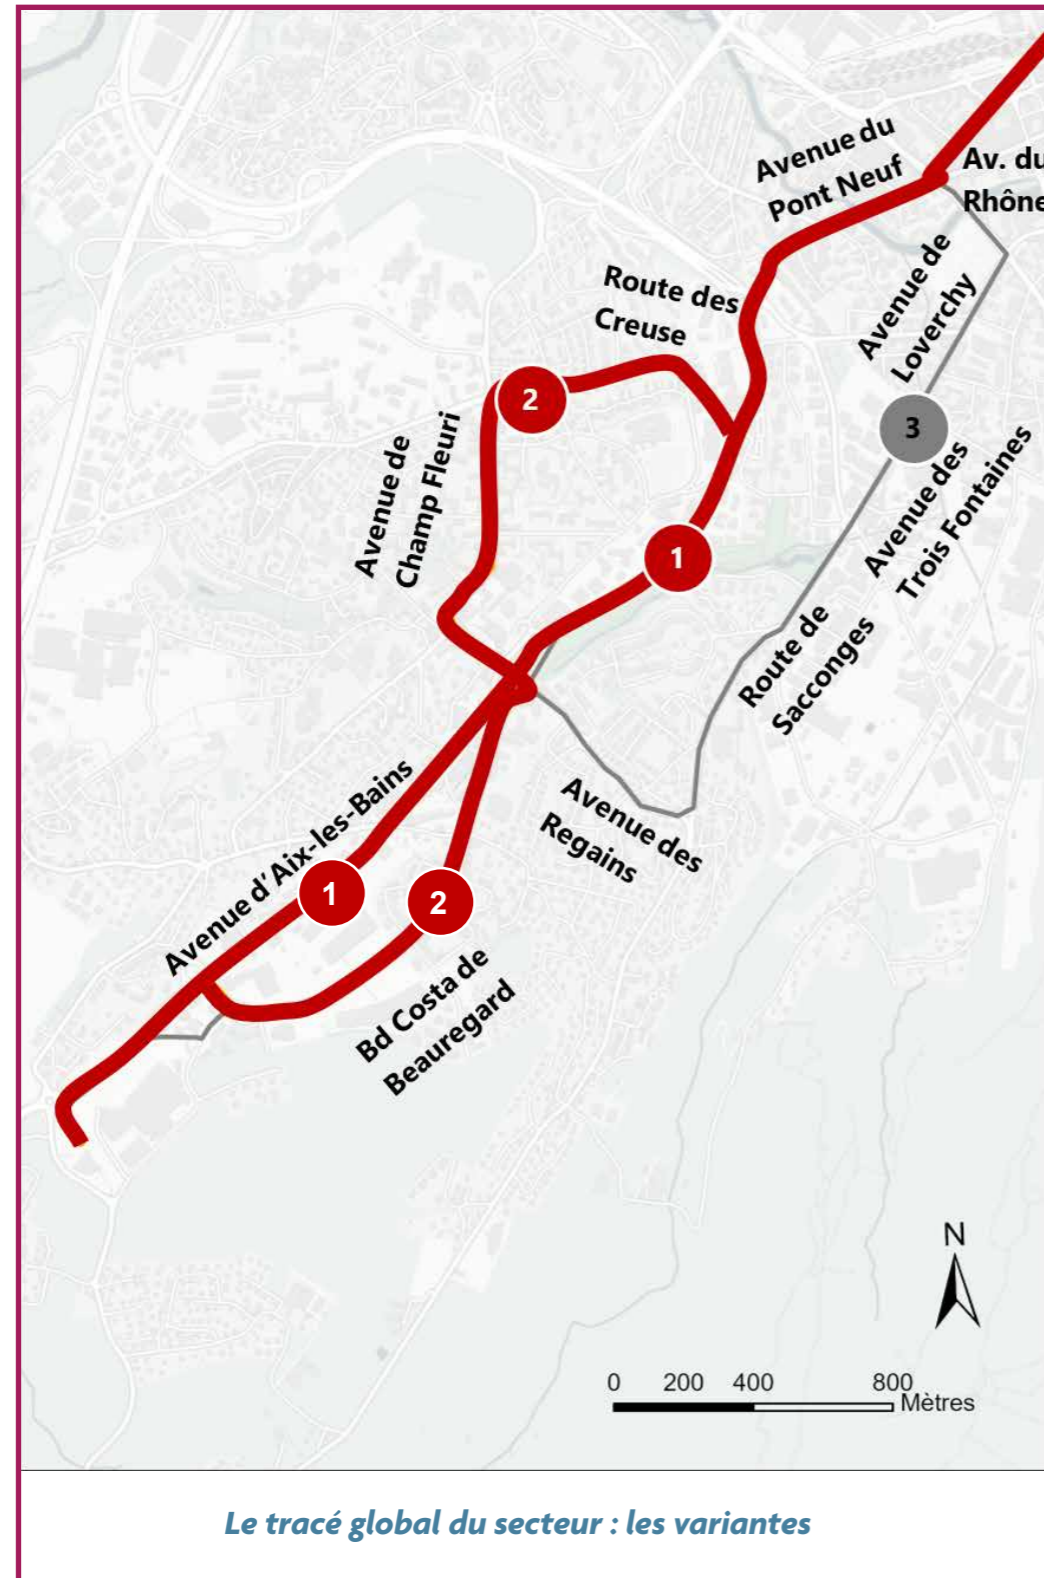 Avenue du
Pont Neuf
Av. du
Rhône
Avenue de
Loverchy
Route des
Creuse
2
3
Avenue de
Champ Fleuri
Avenue des
Trois Fontaines
1
Route de
Sacconges
Avenue d'Aix-les-Bains
Avenue des
Regains
1
2
Bd Costa de
Beauregard
N
0 200 400 800
Mètres
Le tracé global du secteur : les variantes